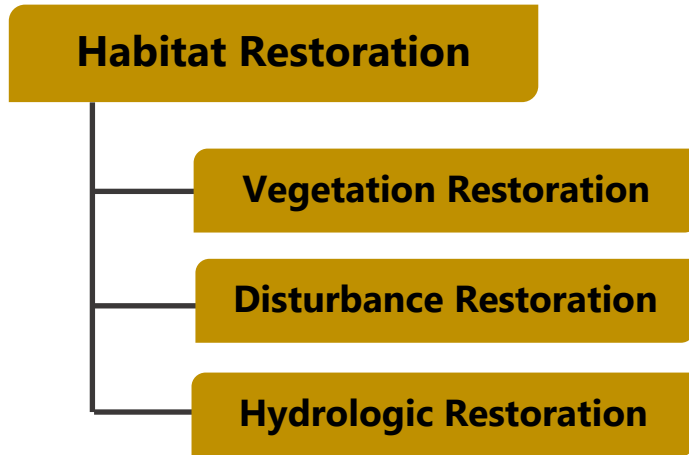 Habitat Restoration
Vegetation Restoration
Disturbance Restoration
Hydrologic Restoration